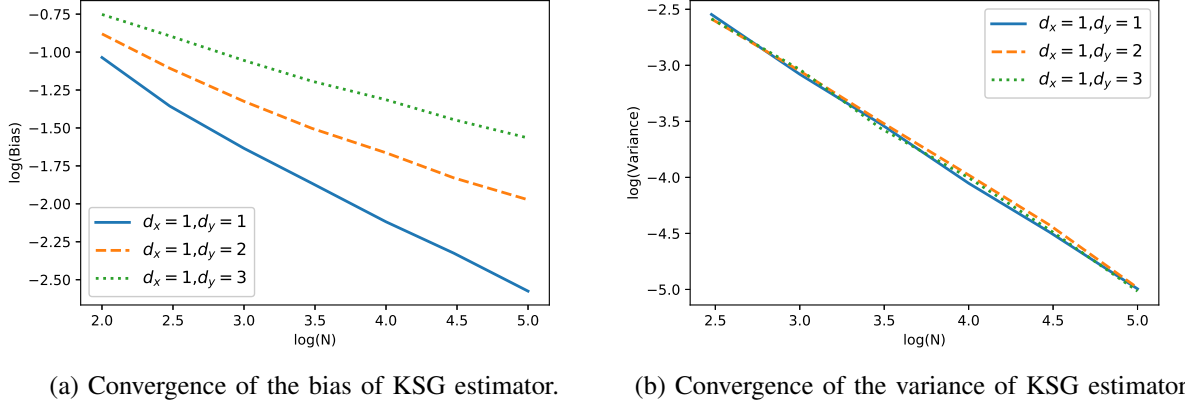 −0.75
−1.00
−1.25
−1.50
−1.75
−2.00
−2.25
−2.50
log(Bias)
d_x = 1,d_y = 1
d_x = 1,d_y = 2
d_x = 1,d_y = 3
2.0 2.5 3.0 3.5 4.0 4.5 5.0
log(N)
(a) Convergence of the bias of KSG estimator.
−2.5
−3.0
−3.5
−4.0
−4.5
−5.0
log(Variance)
d_x = 1,d_y = 1
d_x = 1,d_y = 2
d_x = 1,d_y = 3
2.5 3.0 3.5 4.0 4.5 5.0
log(N)
(b) Convergence of the variance of KSG estimator